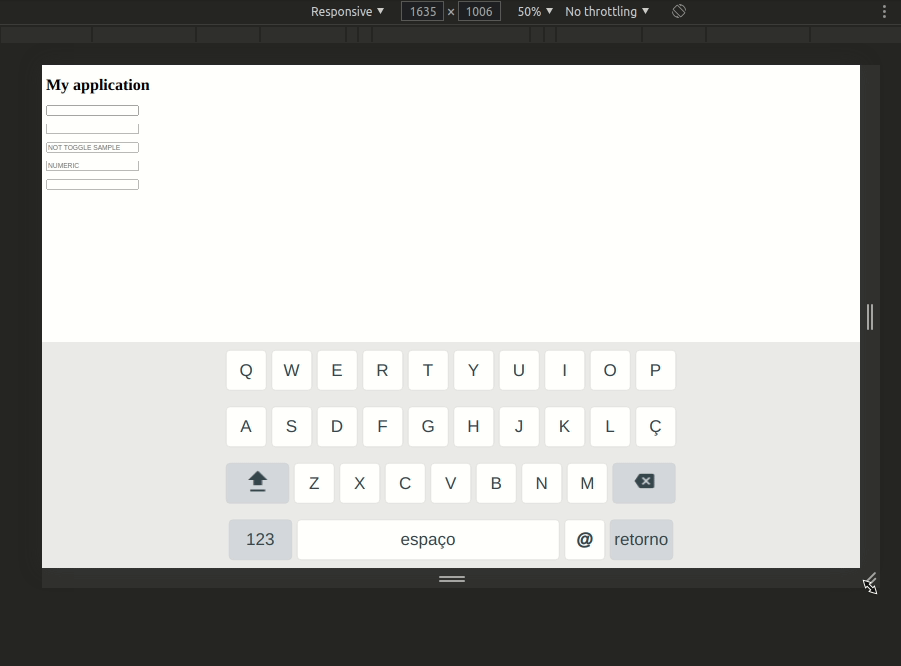 Responsive ▼ 1635 × 1006 50% ▼ No throttling ▼
My application
NOT TOGGLE SAMPLE
NUMERIC
Q W E R T Y U I O P
A S D F G H J K L Ç
Z X C V B N M
123 espaço @ retorno